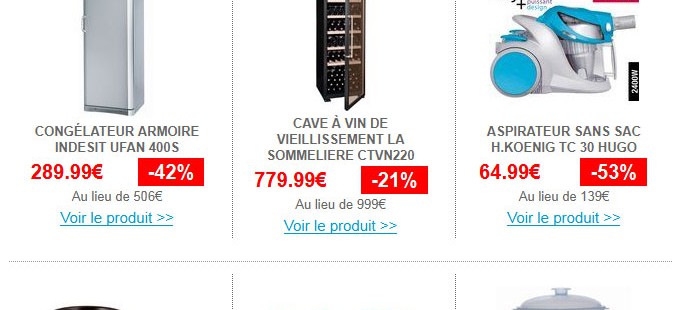 puissant
design
2400W
CONGÉLATEUR ARMOIRE
INDESIT UFAN 400S
289.99€ -42%
Au lieu de 506€
Voir le produit >>
CAVE À VIN DE
VIEILLISSEMENT LA
SOMMELIERE CTVN220
779.99€ -21%
Au lieu de 999€
Voir le produit >>
ASPIRATEUR SANS SAC
H.KOENIG TC 30 HUGO
64.99€ -53%
Au lieu de 139€
Voir le produit >>